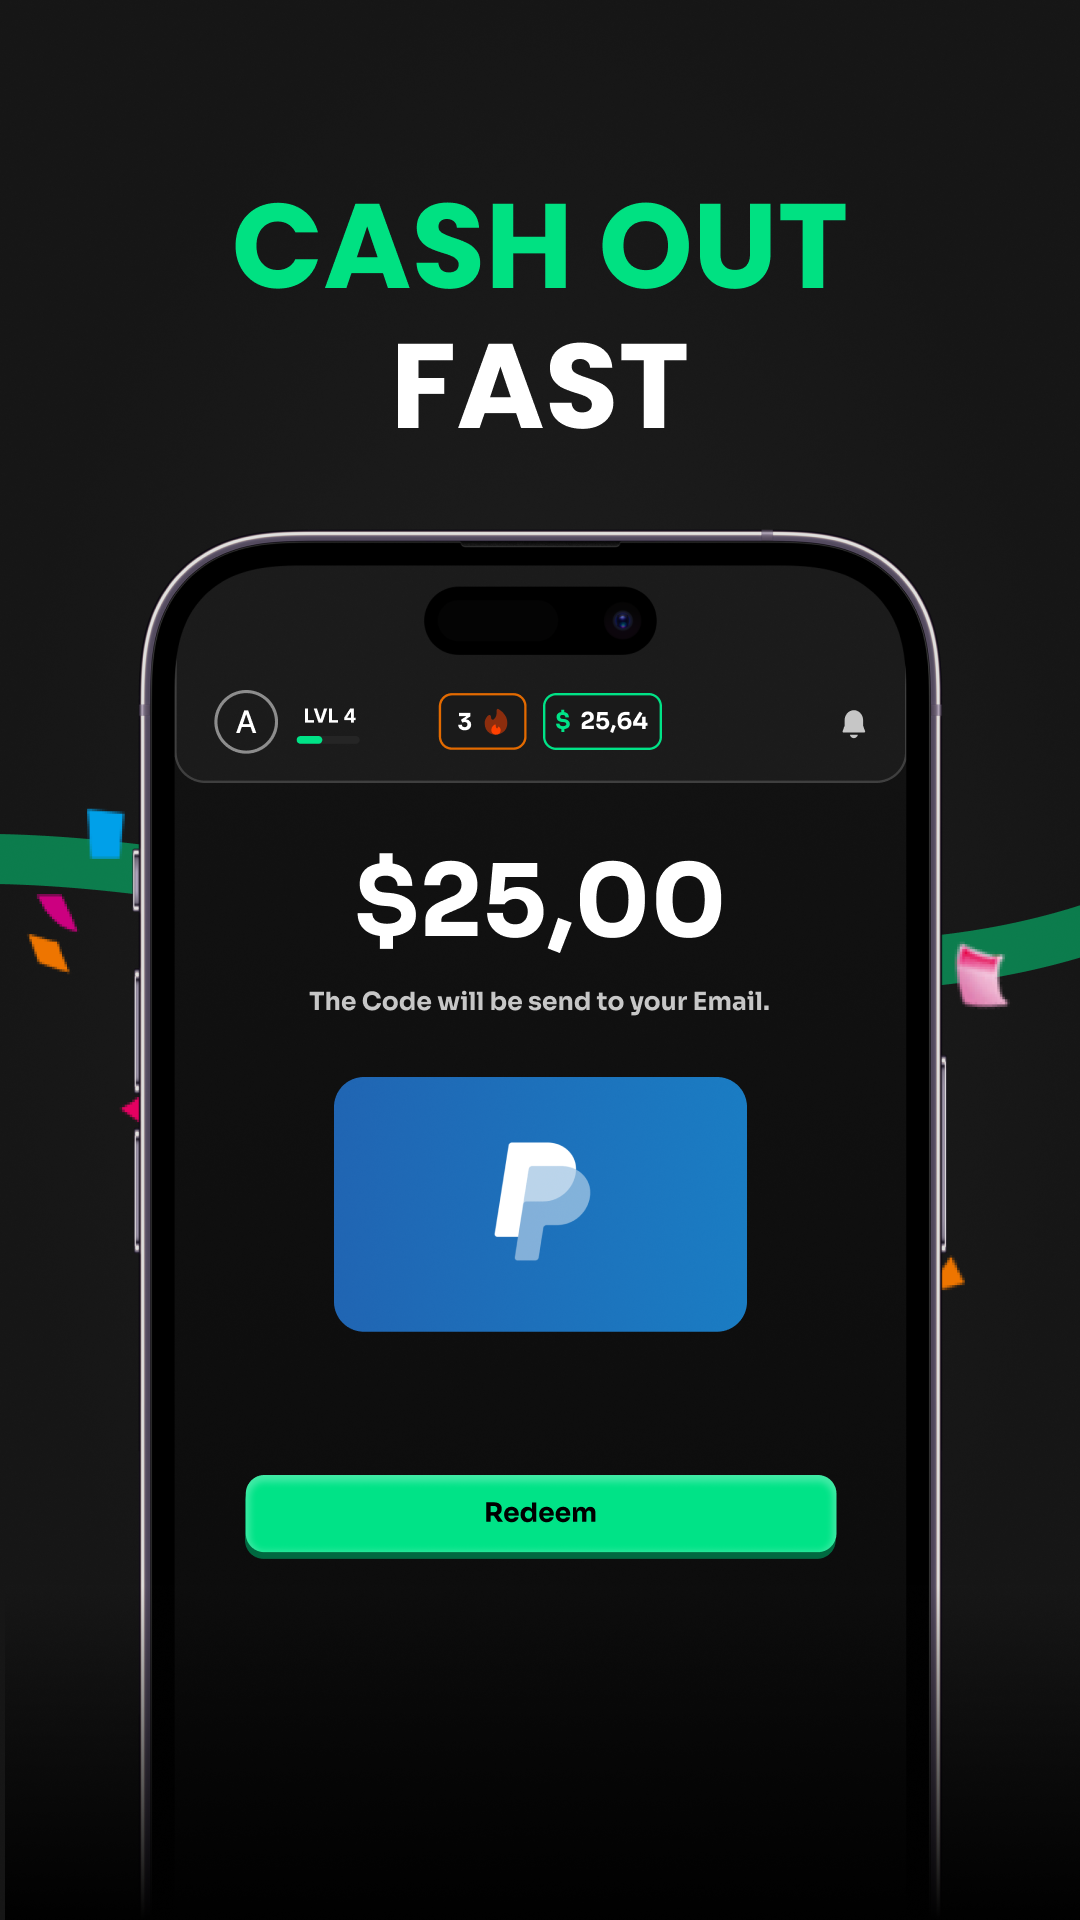 CASH OUT
FAST
A LVL 4 3 $ 25,64
$25,00
The Code will be send to your Email.
Redeem